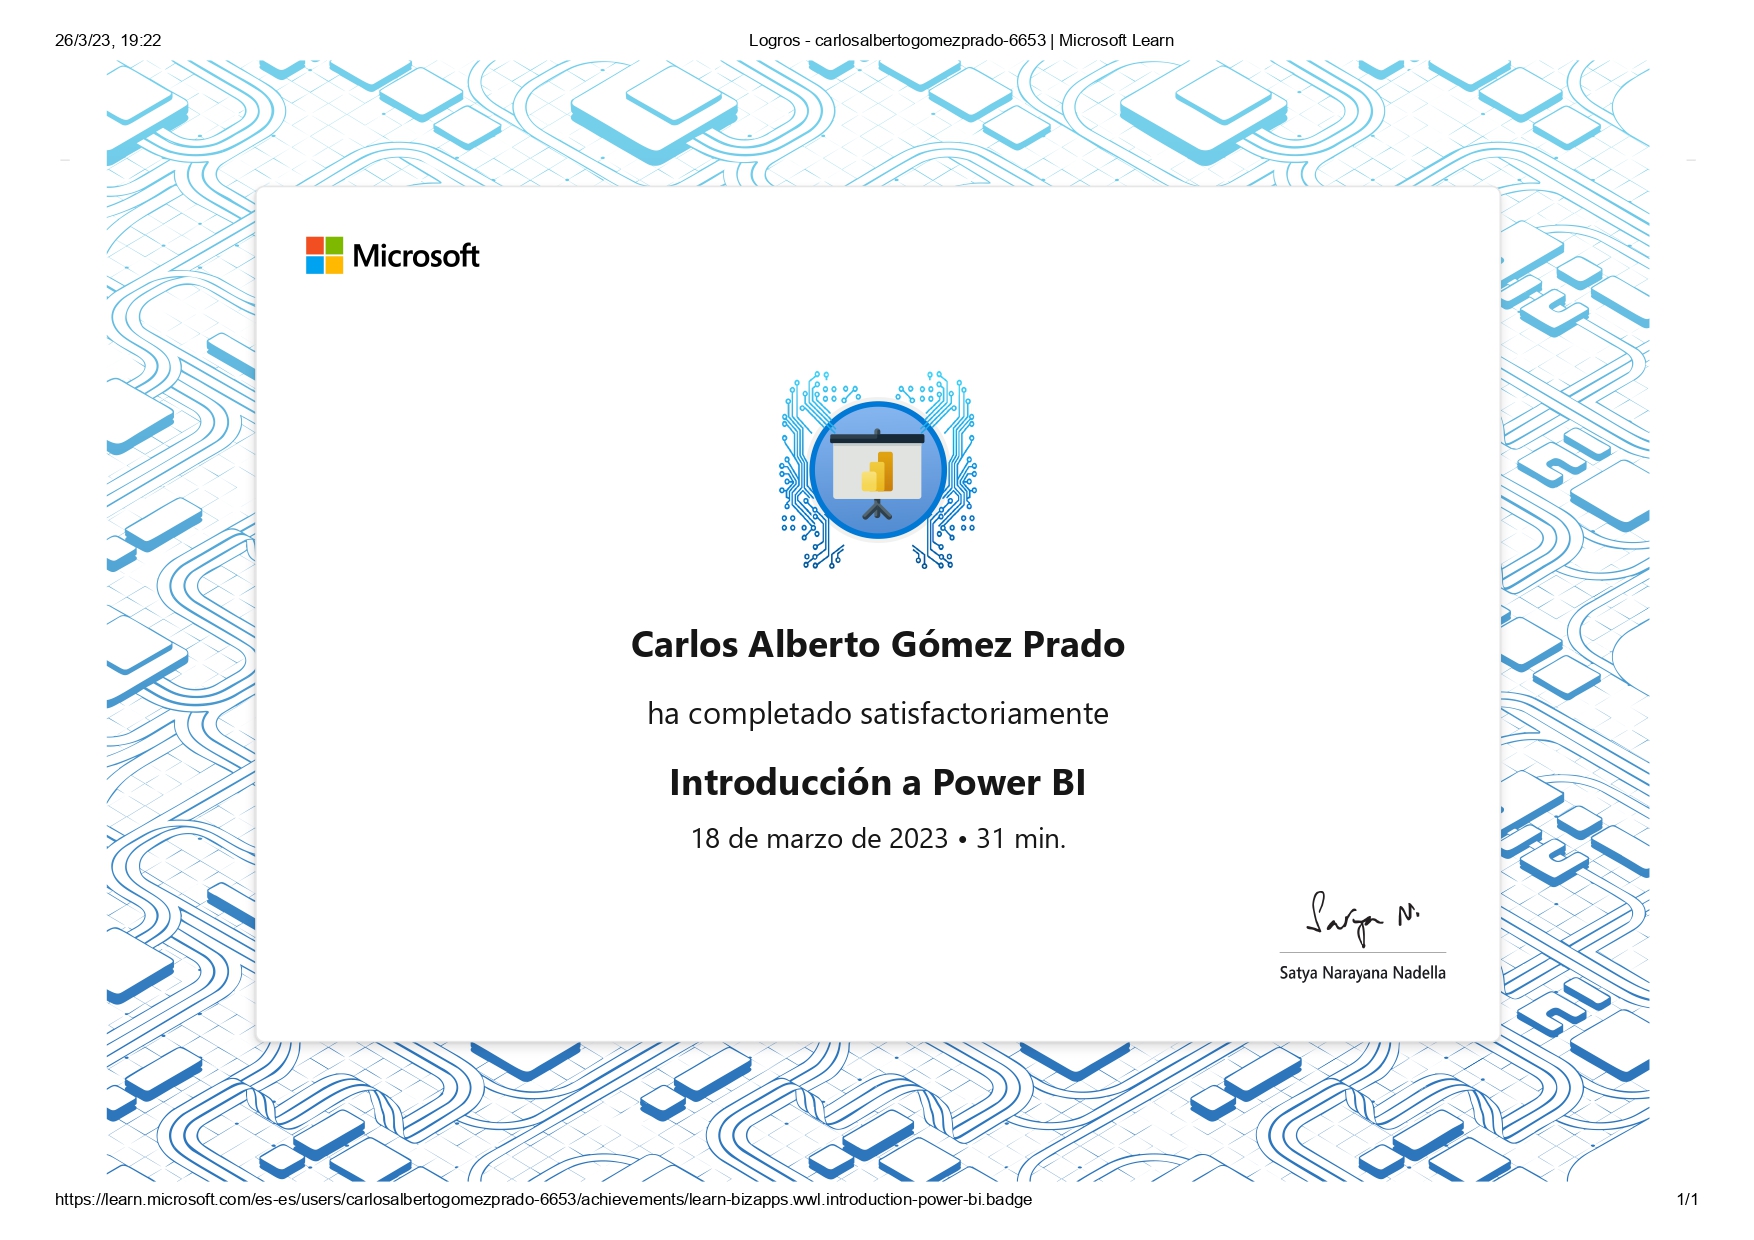 26/3/23, 19:22
Logros - carlosalbertogomezprado-6653 | Microsoft Learn
Microsoft
Carlos Alberto Gómez Prado
ha completado satisfactoriamente
Introducción a Power BI
18 de marzo de 2023 • 31 min.
Satya N.
Satya Narayana Nadella
https://learn.microsoft.com/es-es/users/carlosalbertogomezprado-6653/achievements/learn-bizapps.wwl.introduction-power-bi.badge
1/1